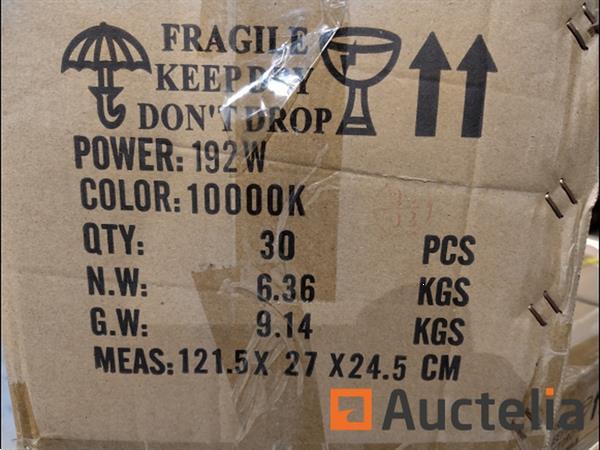 FRAGILE
KEEP DRY
DON'T DROP
POWER: 192W
COLOR: 10000K
QTY: 30 PCS
N.W: 6.36 KGS
G.W: 9.14 KGS
MEAS: 121.5 X 27 X 24.5 CM
Auctelia